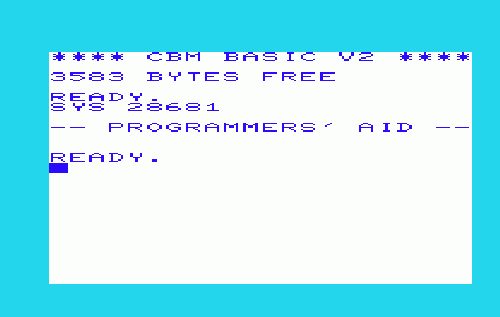 **** CBM BASIC V2 ****
3583 BYTES FREE
READY.
SYS 28681
-- PROGRAMMERS' AID --
READY.